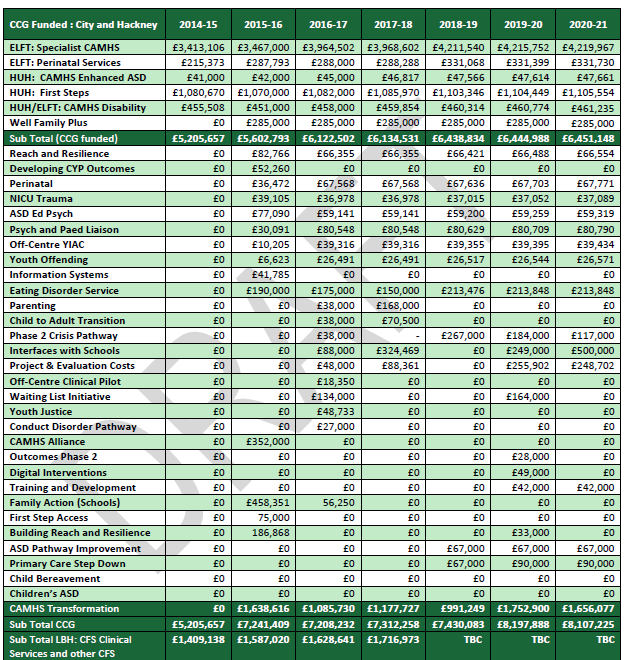 CCG Funded : City and Hackney 2014-15 2015-16 2016-17 2017-18 2018-19 2019-20 2020-21
ELFT: Specialist CAMHS £3,413,106 £3,467,000 £3,964,502 £3,968,602 £4,211,540 £4,215,752 £4,219,967
ELFT: Perinatal Services £215,373 £287,793 £288,000 £288,288 £331,068 £331,399 £331,730
HUH: CAMHS Enhanced ASD £41,000 £42,000 £45,000 £46,817 £47,566 £47,614 £47,661
HUH: First Steps £1,080,670 £1,070,000 £1,082,000 £1,085,970 £1,103,346 £1,104,449 £1,105,554
HUH/ELFT: CAMHS Disability £455,508 £451,000 £458,000 £459,854 £460,314 £460,774 £461,235
Well Family Plus £0 £285,000 £285,000 £285,000 £285,000 £285,000 £285,000
Sub Total (CCG funded) £5,205,657 £5,602,793 £6,122,502 £6,134,531 £6,438,834 £6,444,988 £6,451,148
Reach and Resilience £0 £82,766 £66,355 £66,355 £66,421 £66,488 £66,554
Developing CYP Outcomes £0 £52,260 £0 £0 £0 £0 £0
Perinatal £0 £36,472 £67,568 £67,568 £67,636 £67,703 £67,771
NICU Trauma £0 £39,105 £36,978 £36,978 £37,015 £37,052 £37,089
ASD Ed Psych £0 £77,090 £59,141 £59,141 £59,200 £59,259 £59,319
Psych and Paed Liaison £0 £30,091 £80,548 £80,548 £80,629 £80,709 £80,790
Off-Centre YIAC £0 £10,205 £39,316 £39,316 £39,355 £39,395 £39,434
Youth Offending £0 £6,623 £26,491 £26,491 £26,517 £26,544 £26,571
Information Systems £0 £41,785 £0 £0 £0 £0 £0
Eating Disorder Service £0 £190,000 £175,000 £150,000 £213,476 £213,848 £213,848
Parenting £0 £0 £38,000 £168,000 £0 £0 £0
Child to Adult Transition £0 £0 £38,000 £70,500 £0 £0 £0
Phase 2 Crisis Pathway £0 £0 £38,000 - £267,000 £184,000 £117,000
Interfaces with Schools £0 £0 £88,000 £324,469 £0 £249,000 £500,000
Project & Evaluation Costs £0 £0 £48,000 £88,361 £0 £255,902 £248,702
Off-Centre Clinical Pilot £0 £0 £18,350 £0 £0 £0 £0
Waiting List Initiative £0 £0 £134,000 £0 £0 £164,000 £0
Youth Justice £0 £0 £48,733 £0 £0 £0 £0
Conduct Disorder Pathway £0 £0 £27,000 £0 £0 £0 £0
CAMHS Alliance £0 £352,000 £0 £0 £0 £0 £0
Outcomes Phase 2 £0 £0 £0 £0 £0 £28,000 £0
Digital Interventions £0 £0 £0 £0 £0 £49,000 £0
Training and Development £0 £0 £0 £0 £0 £42,000 £42,000
Family Action (Schools) £0 £458,351 56,250 £0 £0 £0 £0
First Step Access £0 75,000 £0 £0 £0 £0 £0
Building Reach and Resilience £0 186,868 £0 £0 £0 £33,000 £0
ASD Pathway Improvement £0 £0 £0 £0 £67,000 £67,000 £67,000
Primary Care Step Down £0 £0 £0 £0 £67,000 £90,000 £90,000
Child Bereavement £0 £0 £0 £0 £0 £0 £0
Children's ASD £0 £0 £0 £0 £0 £0 £0
CAMHS Transformation £0 £1,638,616 £1,085,730 £1,177,727 £991,249 £1,752,900 £1,656,077
Sub Total CCG £5,205,657 £7,241,409 £7,208,232 £7,312,258 £7,430,083 £8,197,888 £8,107,225
Sub Total LBH: CFS Clinical £1,409,138 £1,587,020 £1,628,641 £1,716,973 TBC TBC TBC
Services and other CFS
DRAFT